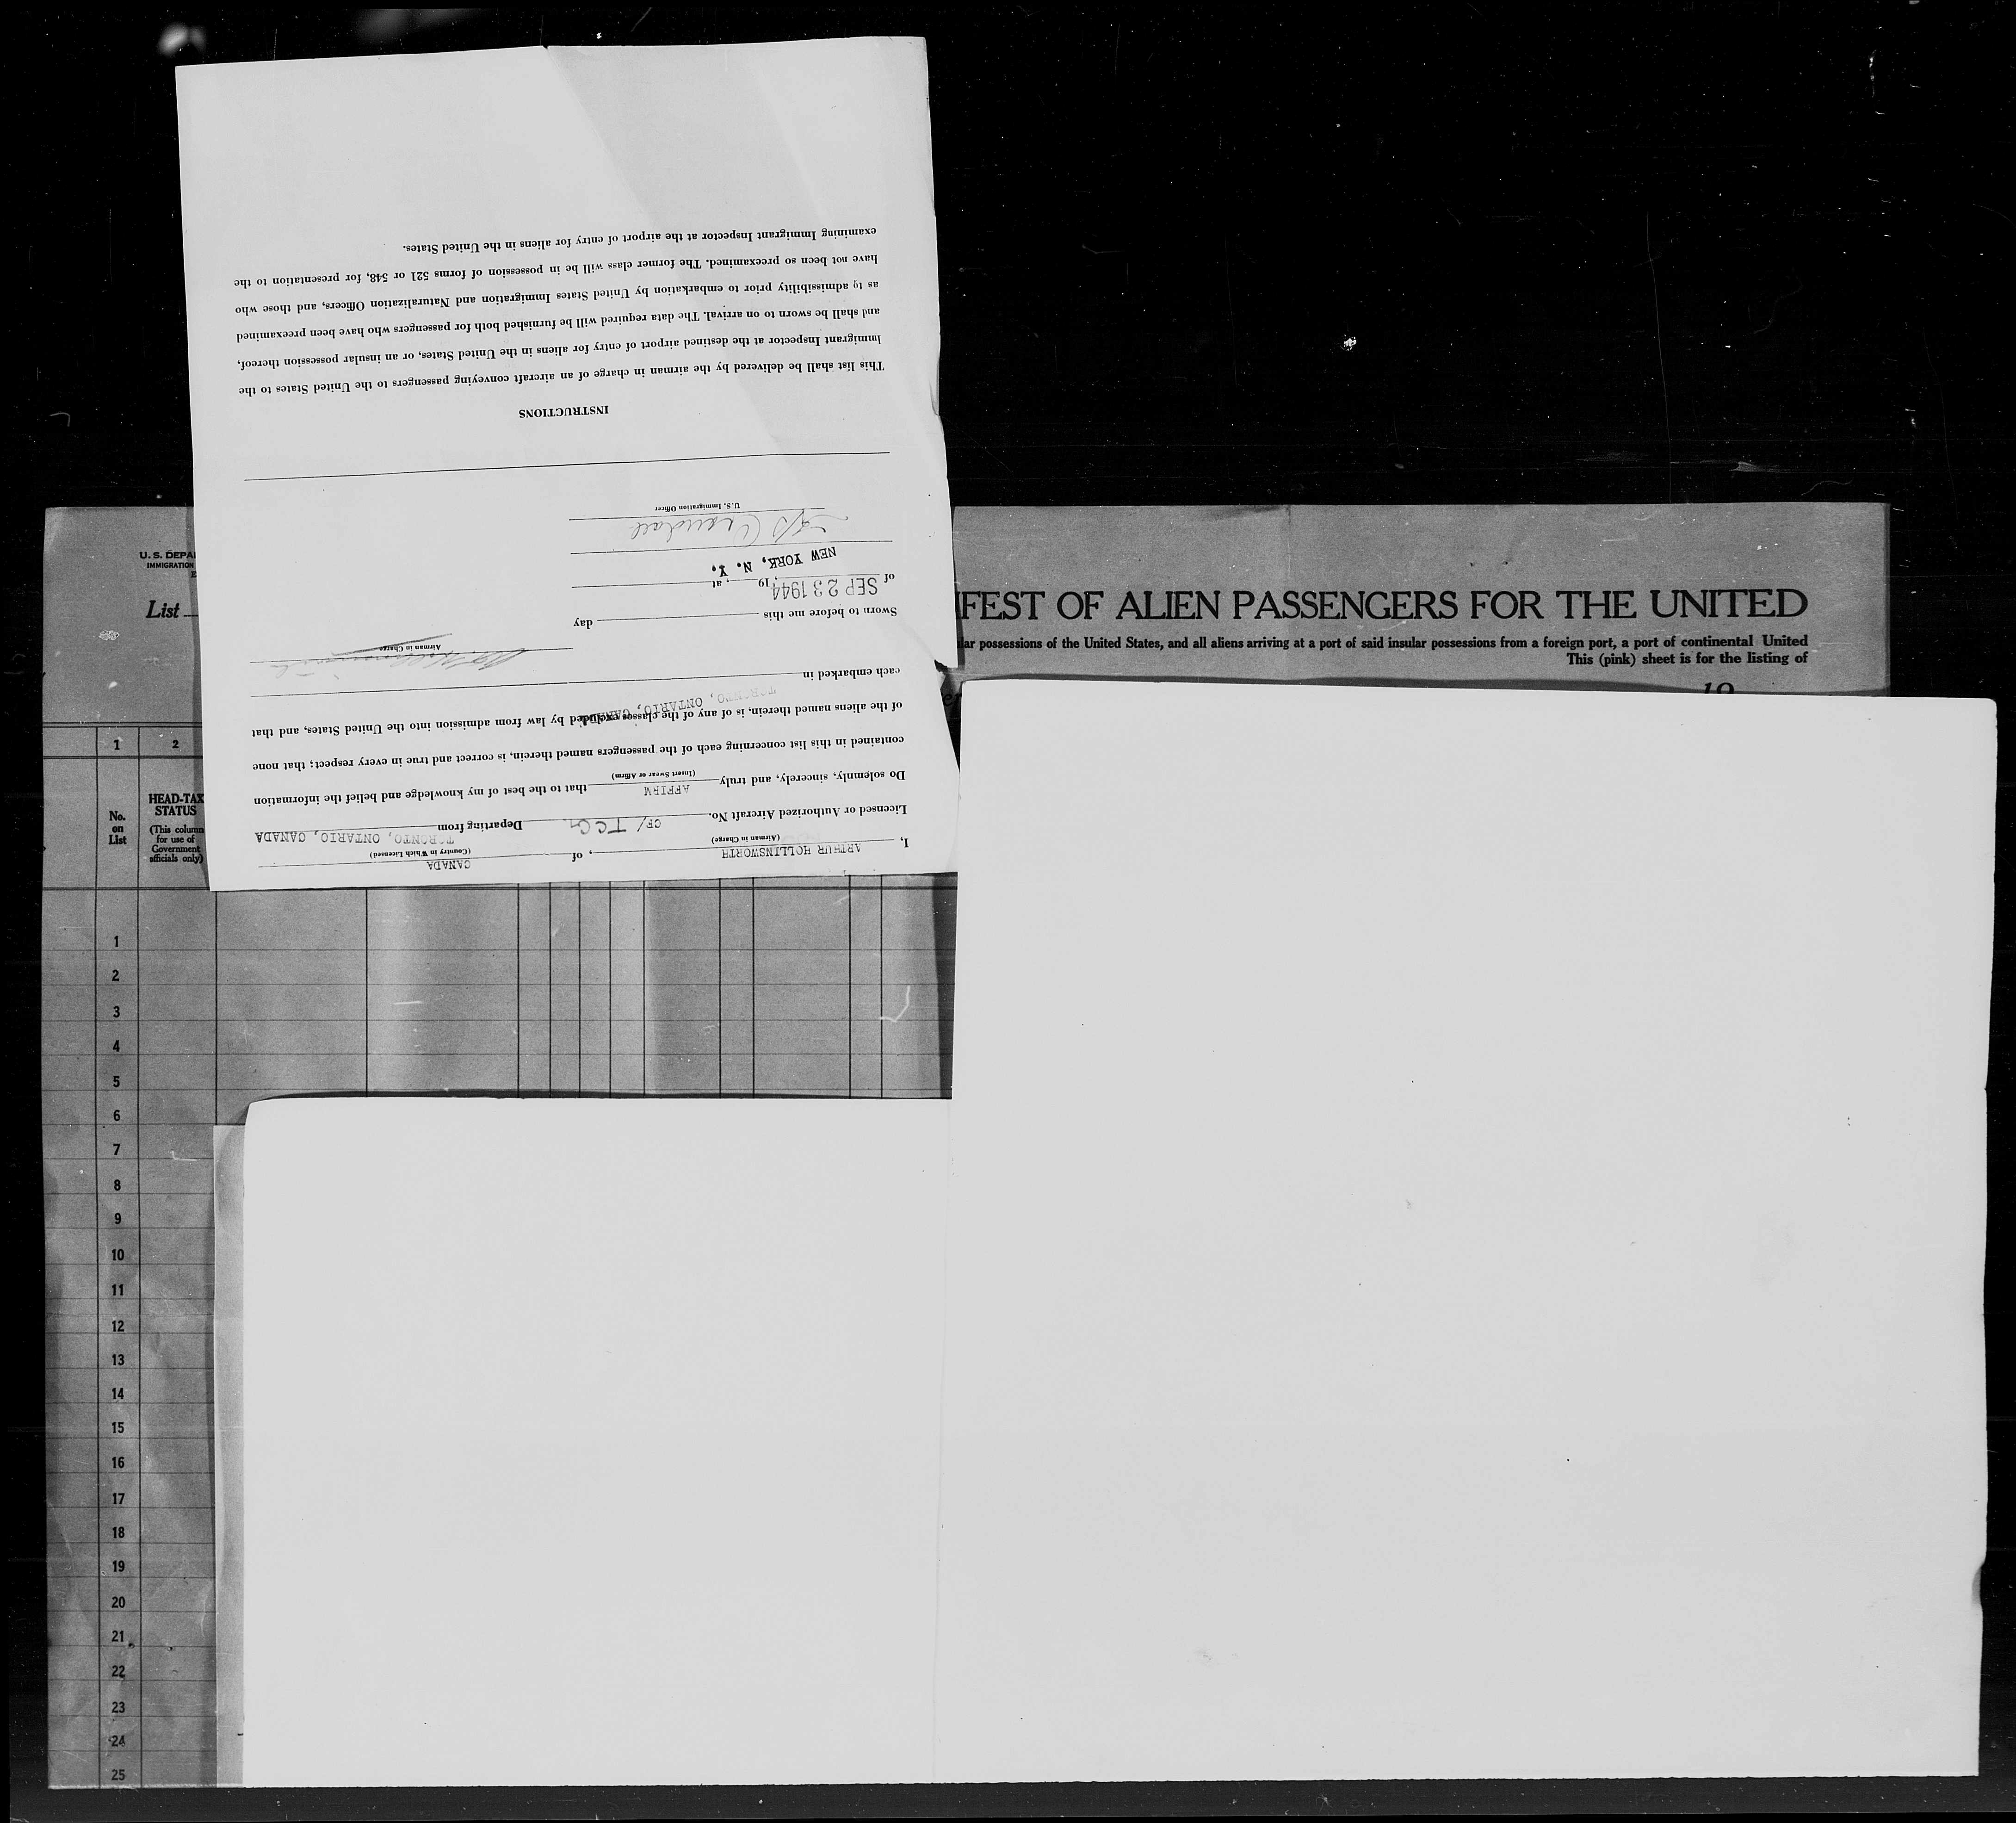 I, ARTHUR HOLLINSWORTH, of CANADA
(Airman in Charge) (Country in Which Licensed)
Licensed or Authorized Aircraft No. CF/ TCG Departing from TORONTO, ONTARIO, CANADA
Do solemnly, sincerely, and truly AFFIRM that to the best of my knowledge and belief the information
(Insert Swear or Affirm)
contained in this list concerning each of the passengers named therein, is correct and true in every respect; that none
of the aliens named therein, is of any of the classes excluded by law from admission into the United States, and that
TORONTO, ONTARIO, CANADA
each embarked in
Airman in Charge
Sworn to before me this day
of SEP 23 1944, 19, at
NEW YORK, N. Y.
U.S. Immigration Officer
INSTRUCTIONS
This list shall be delivered by the airman in charge of an aircraft conveying passengers to the United States to the
Immigrant Inspector at the destined airport of entry for aliens in the United States, or an insular possession thereof,
and shall be sworn to on arrival. The data required will be furnished both for passengers who have been preexamined
as to admissibility prior to embarkation by United States Immigration and Naturalization Officers, and those who
have not been so preexamined. The former class will be in possession of forms 521 or 548, for presentation to the
examining Immigrant Inspector at the airport of entry for aliens in the United States.
U. S. DEPA
IMMIGRATION
List
IFEST OF ALIEN PASSENGERS FOR THE UNITED
lar possessions of the United States, and all aliens arriving at a port of said insular possessions from a foreign port, a port of continental United
This (pink) sheet is for the listing of
19
1 2
No.
on
List
HEAD-TAX
STATUS
(This column
for use of
Government
officials only)
1
2
3
4
5
6
7
8
9
10
11
12
13
14
15
16
17
18
19
20
21
22
23
24
25